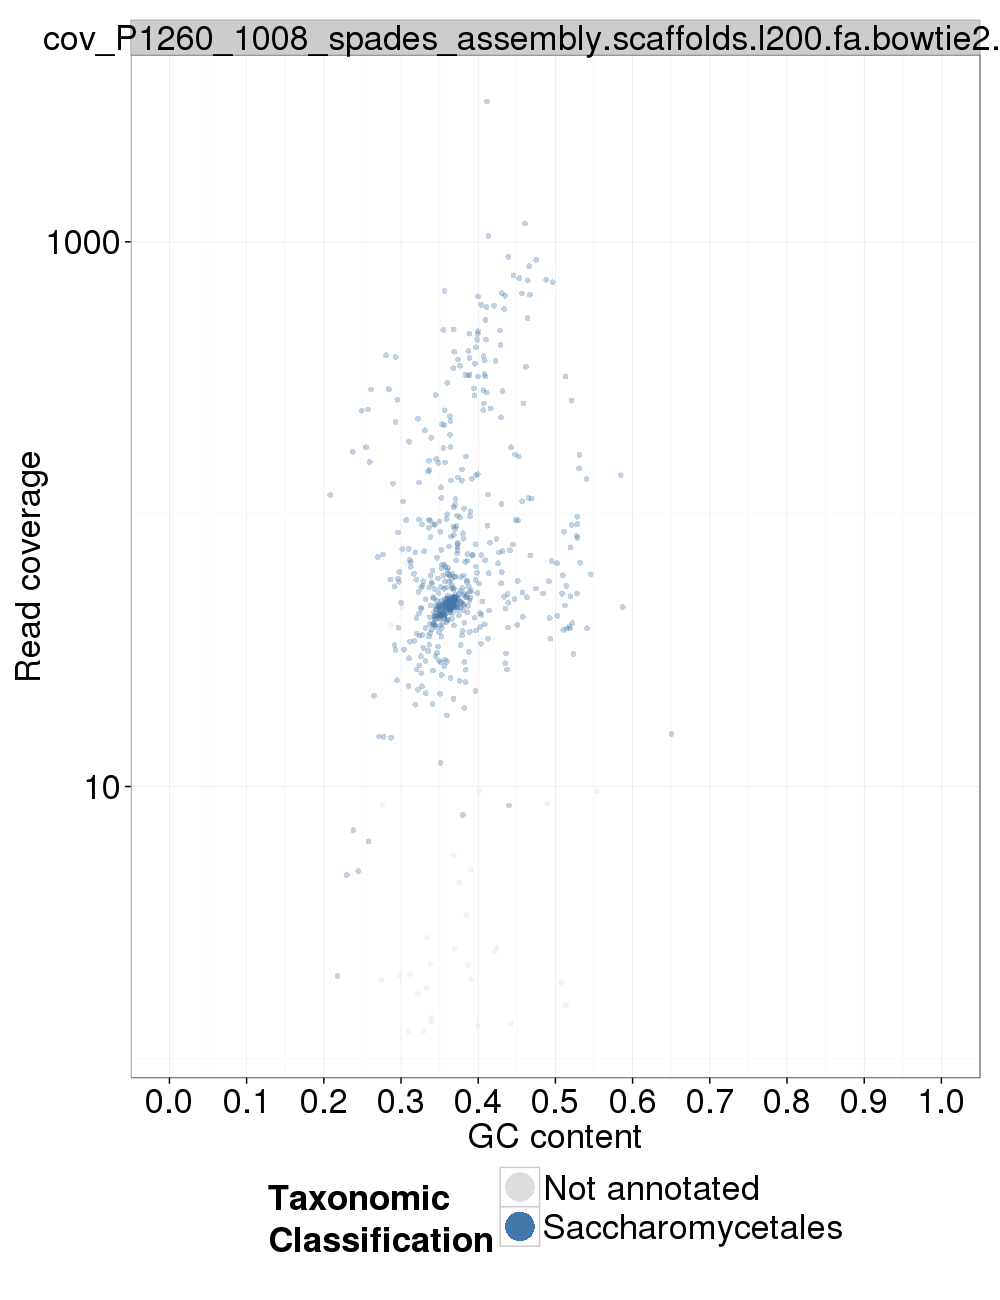 cov_P1260_1008_spades_assembly.scaffolds.l200.fa.bowtie2.
1000
10
Read coverage
0.0 0.1 0.2 0.3 0.4 0.5 0.6 0.7 0.8 0.9 1.0
GC content
Taxonomic
Classification
Not annotated
Saccharomycetales